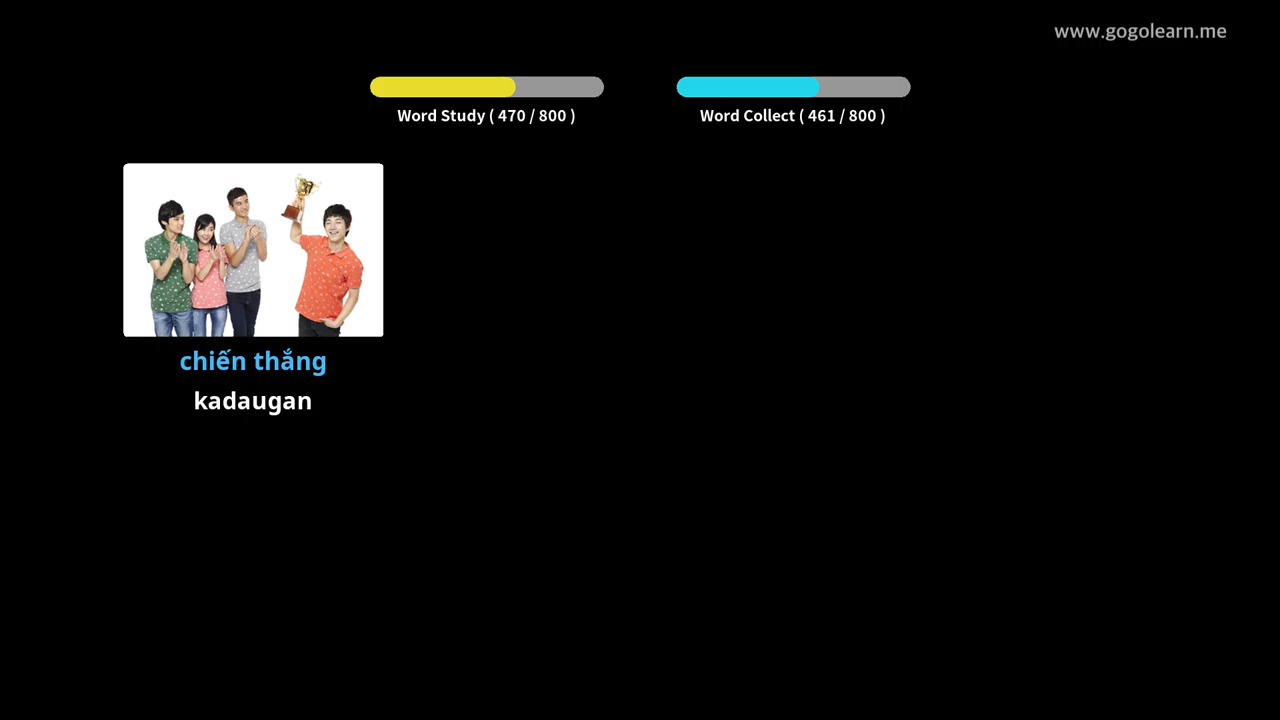 www.gogolearn.me
Word Study ( 470 / 800 )
Word Collect ( 461 / 800 )
chiến thắng
kadaugan